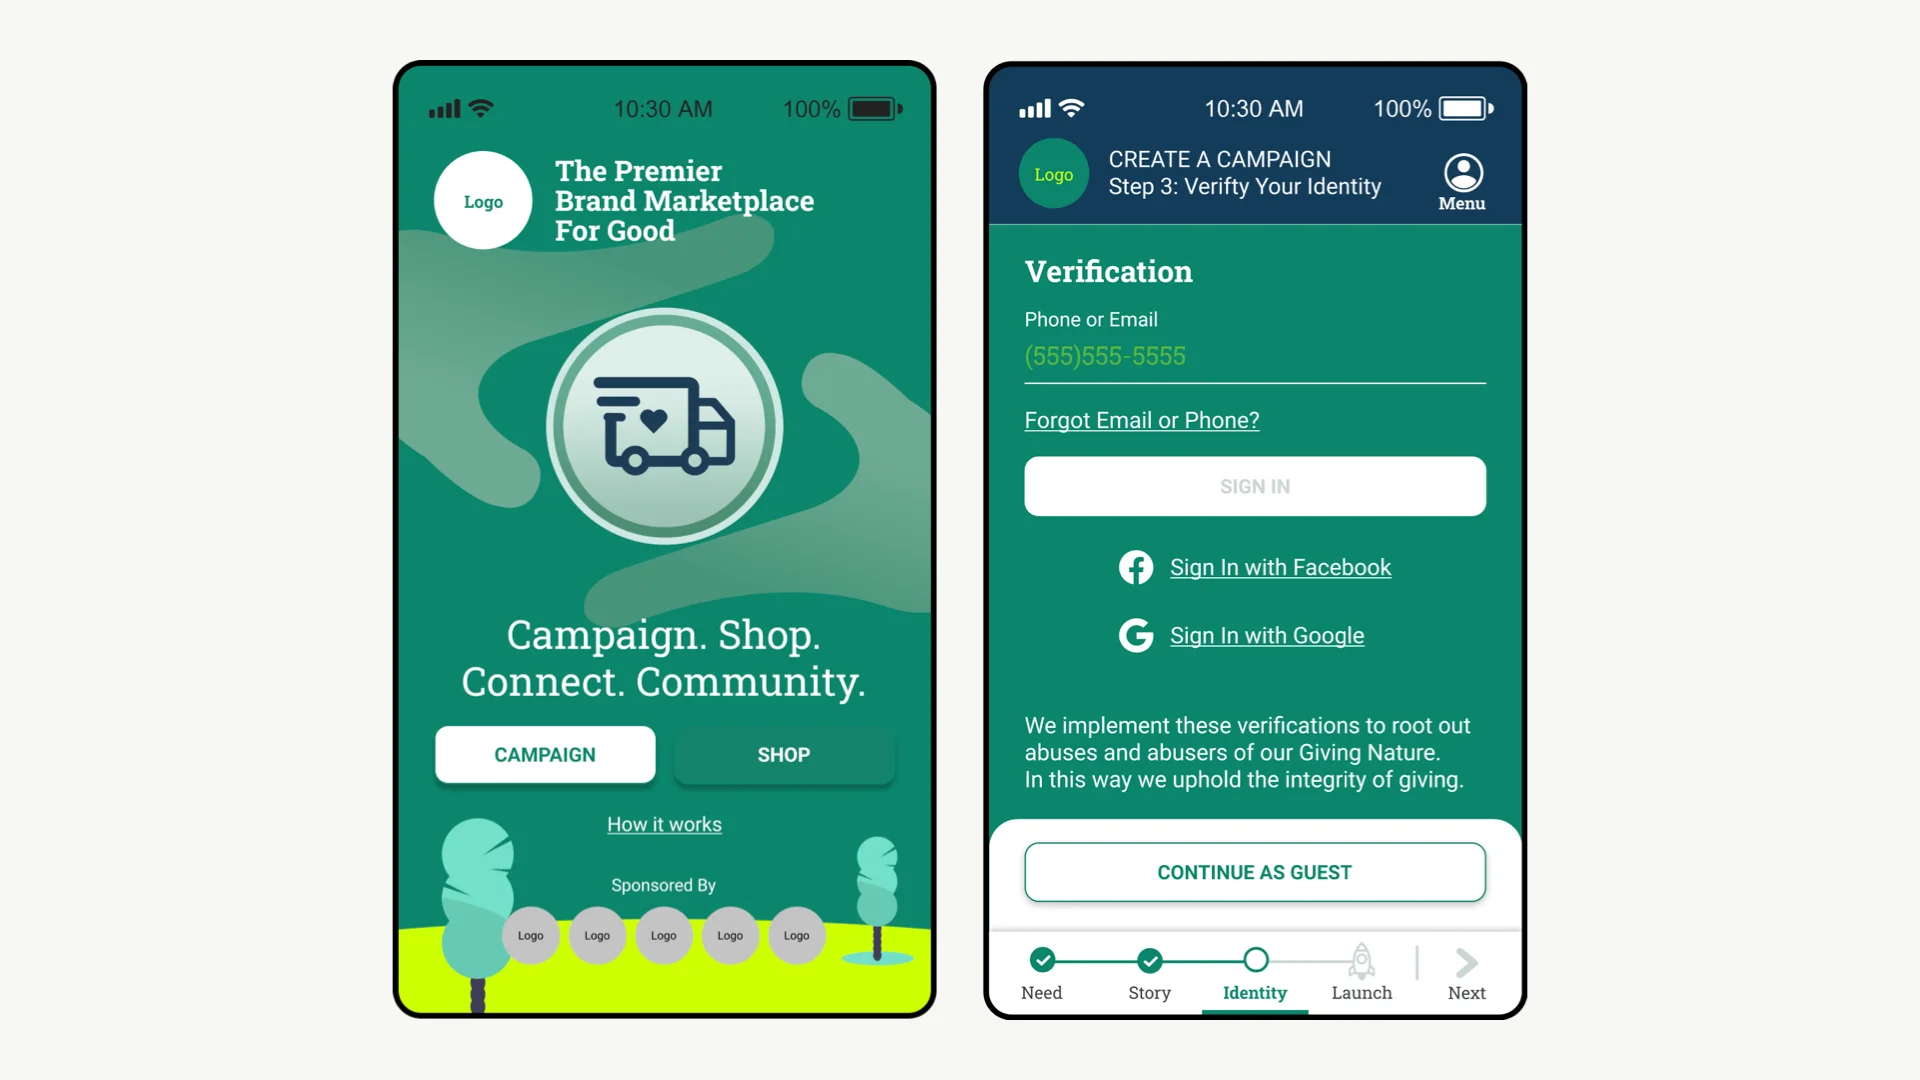 10:30 AM
100%
Logo
The Premier
Brand Marketplace
For Good
Campaign. Shop.
Connect. Community.
CAMPAIGN
SHOP
How it works
Sponsored By
Logo
Logo
Logo
Logo
Logo
10:30 AM
100%
Logo
CREATE A CAMPAIGN
Step 3: Verifty Your Identity
Menu
Verification
Phone or Email
(555)555-5555
Forgot Email or Phone?
SIGN IN
Sign In with Facebook
Sign In with Google
We implement these verifications to root out
abuses and abusers of our Giving Nature.
In this way we uphold the integrity of giving.
CONTINUE AS GUEST
Need
Story
Identity
Launch
Next